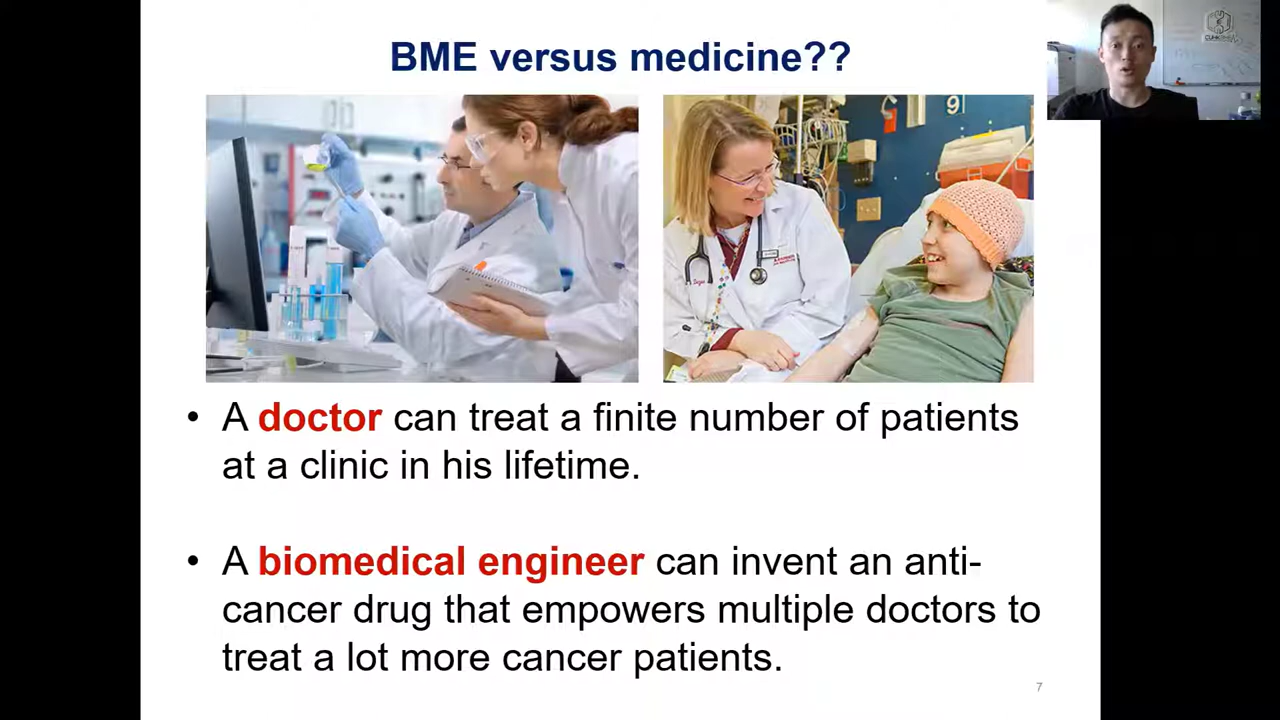 BME versus medicine??
9
• A doctor can treat a finite number of patients
at a clinic in his lifetime.
• A biomedical engineer can invent an anti-
cancer drug that empowers multiple doctors to
treat a lot more cancer patients.
7